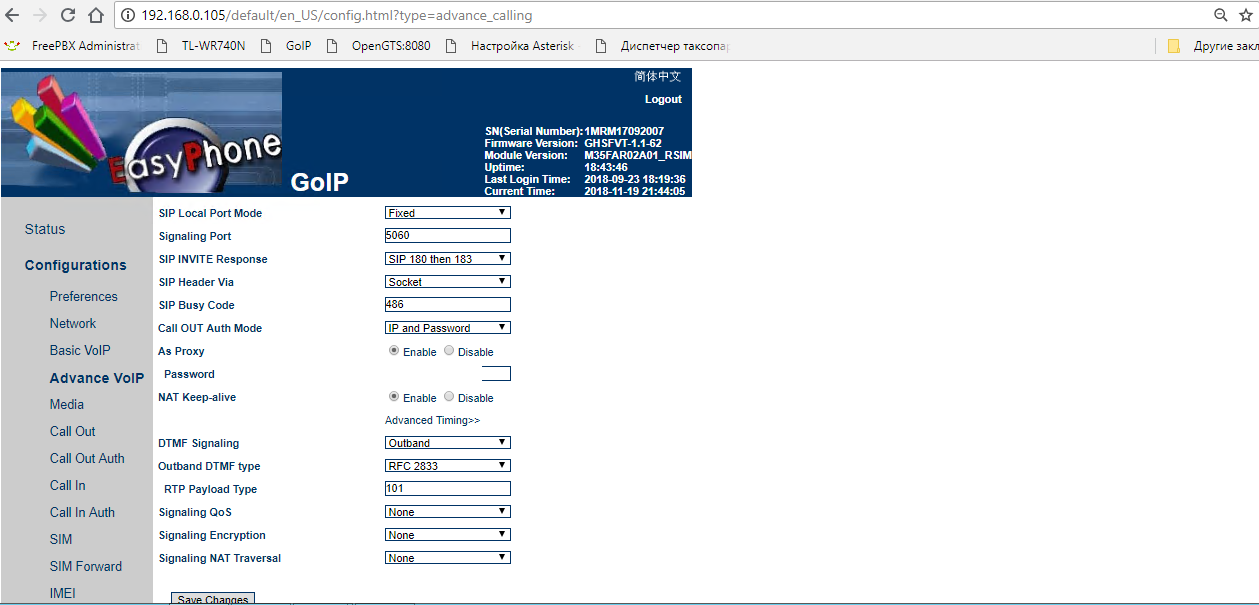 192.168.0.105/default/en_US/config.html?type=advance_calling
FreePBX Administrat TL-WR740N GoIP OpenGTS:8080 Настройка Asterisk Диспетчер таксопар Другие закл
简体中文
Logout
EasyPhone
GoIP
SN(Serial Number): 1MRM17092007
Firmware Version: GHSFVT-1.1-62
Module Version: M35FAR02A01_RSIM
Uptime: 18:43:46
Last Login Time: 2018-09-23 18:19:36
Current Time: 2018-11-19 21:44:05
Status
Configurations
Preferences
Network
Basic VoIP
Advance VoIP
Media
Call Out
Call Out Auth
Call In
Call In Auth
SIM
SIM Forward
IMEI
SIP Local Port Mode Fixed
Signaling Port 5060
SIP INVITE Response SIP 180 then 183
SIP Header Via Socket
SIP Busy Code 486
Call OUT Auth Mode IP and Password
As Proxy Enable Disable
Password
NAT Keep-alive Enable Disable
Advanced Timing>>
DTMF Signaling Outband
Outband DTMF type RFC 2833
RTP Payload Type 101
Signaling QoS None
Signaling Encryption None
Signaling NAT Traversal None
Save Changes